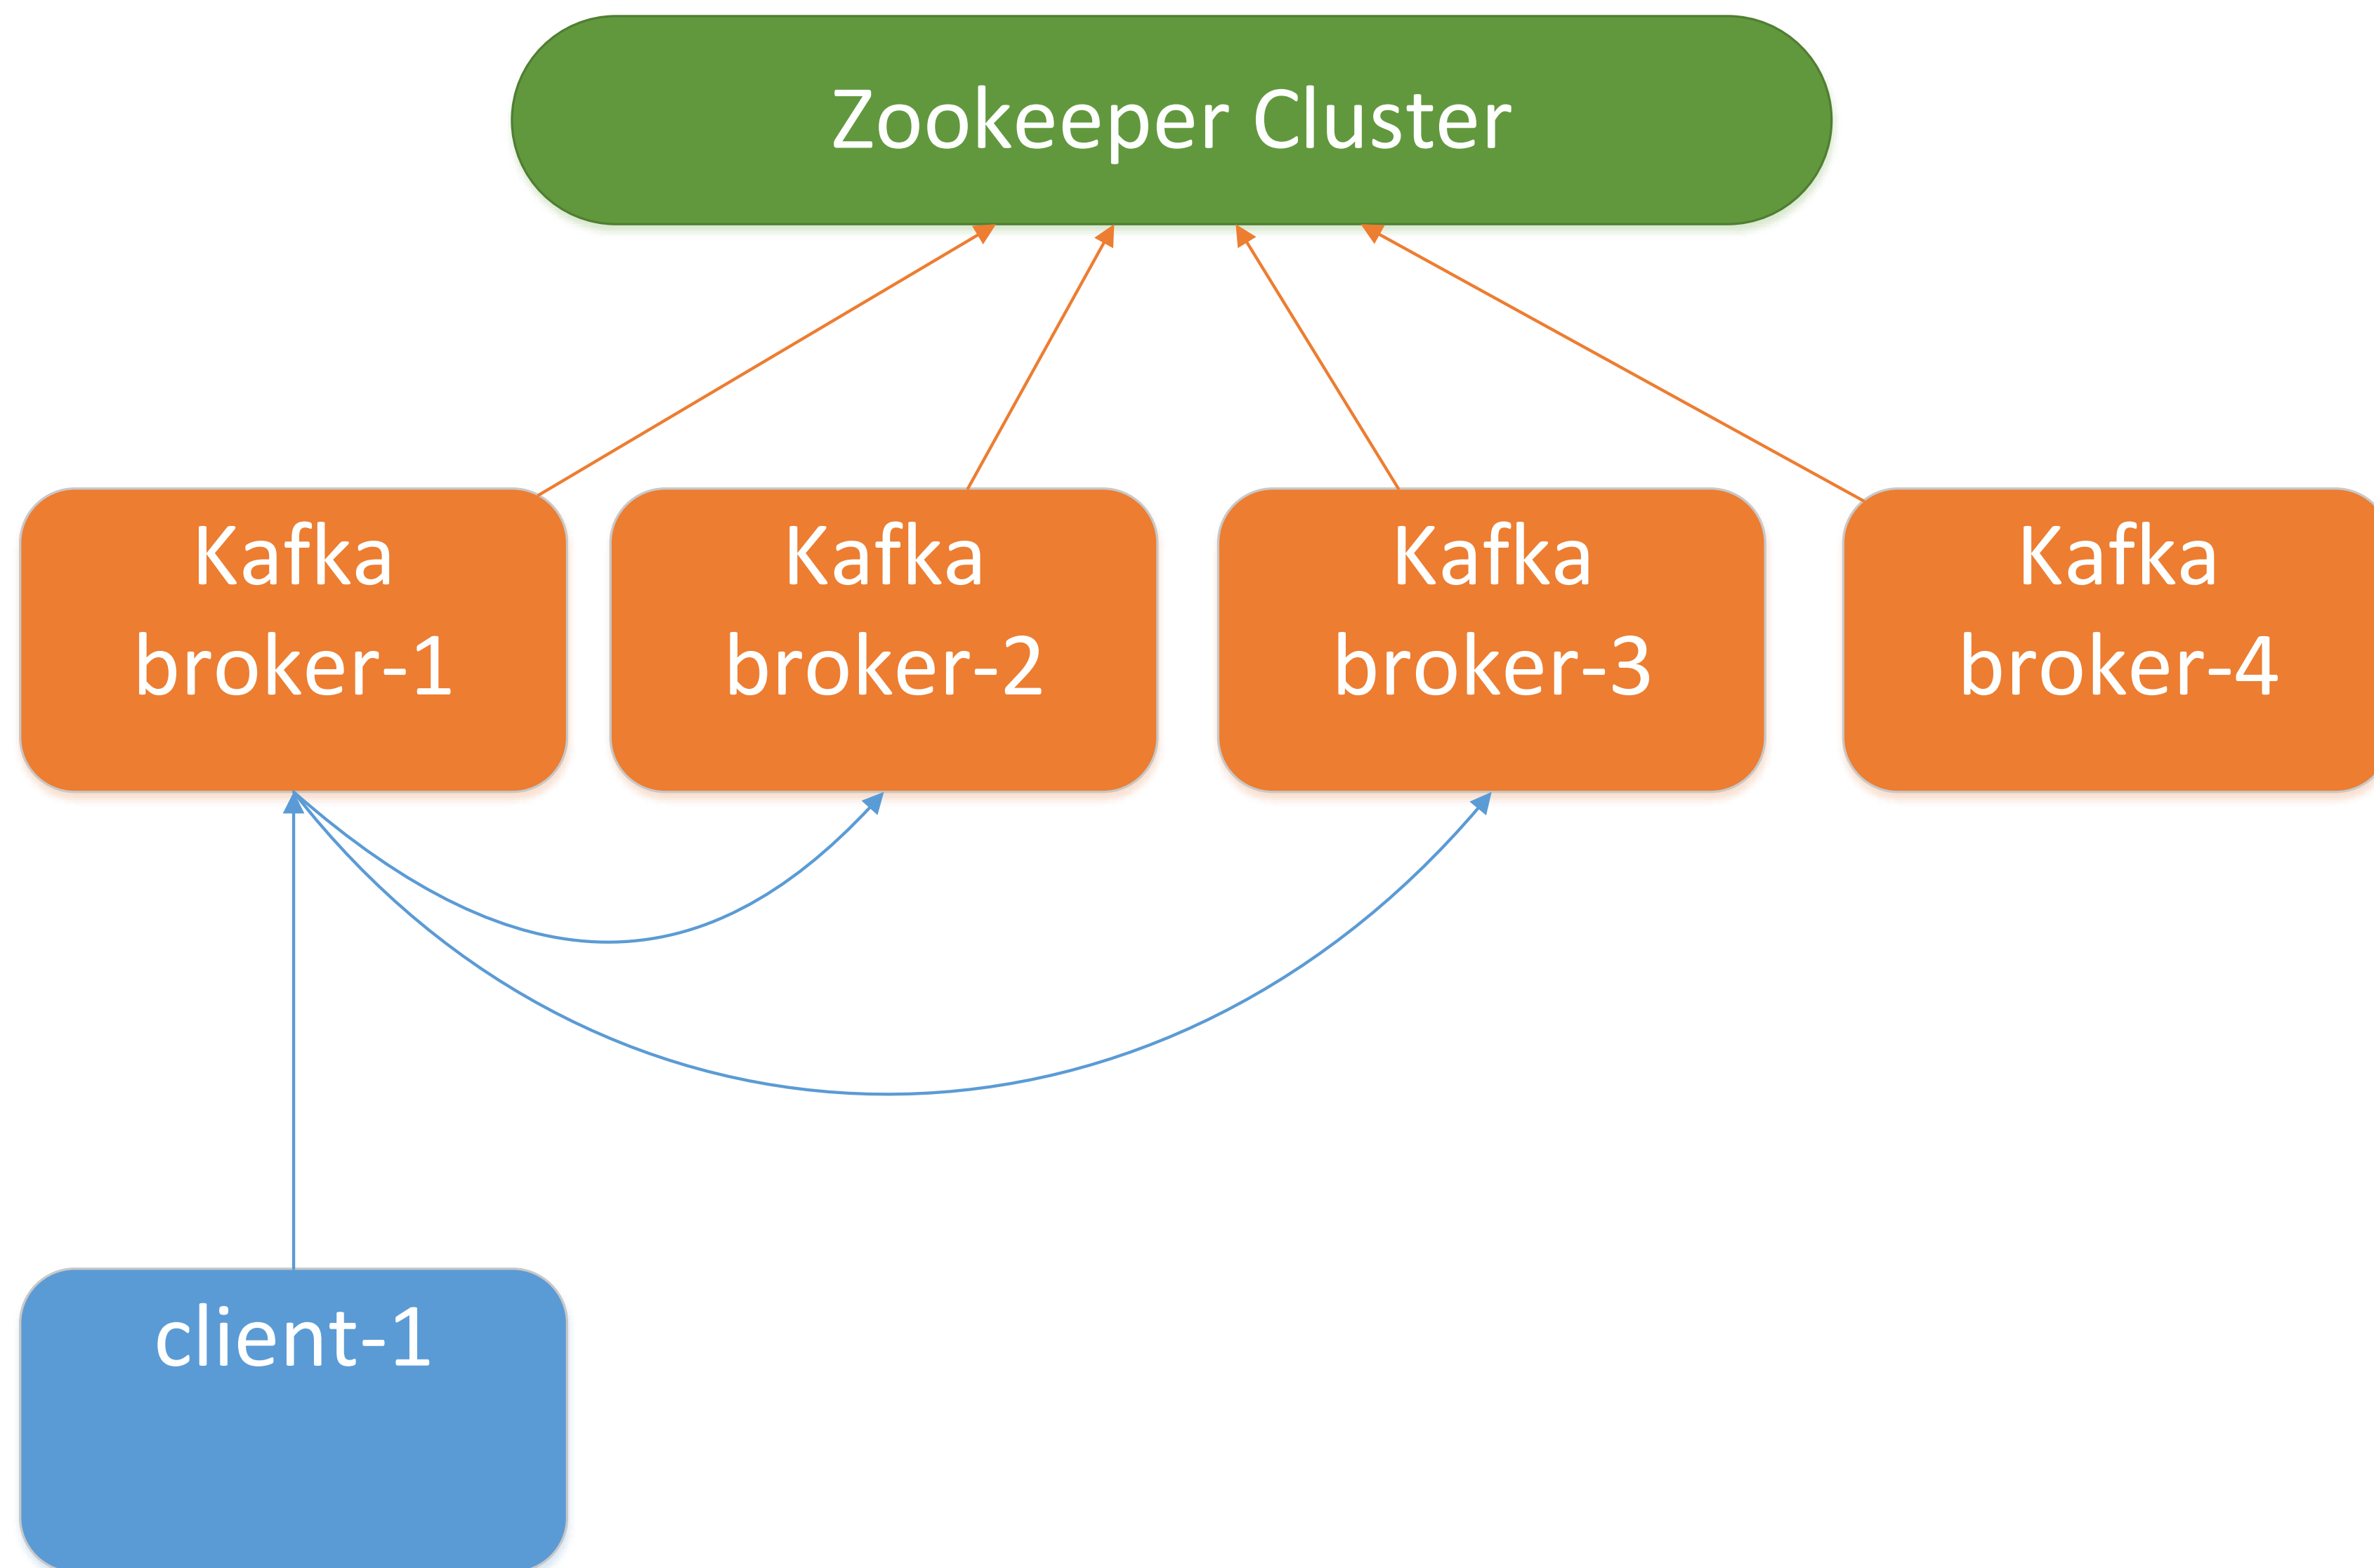 Zookeeper Cluster
Kafka
broker-1
Kafka
broker-2
Kafka
broker-3
Kafka
broker-4
client-1